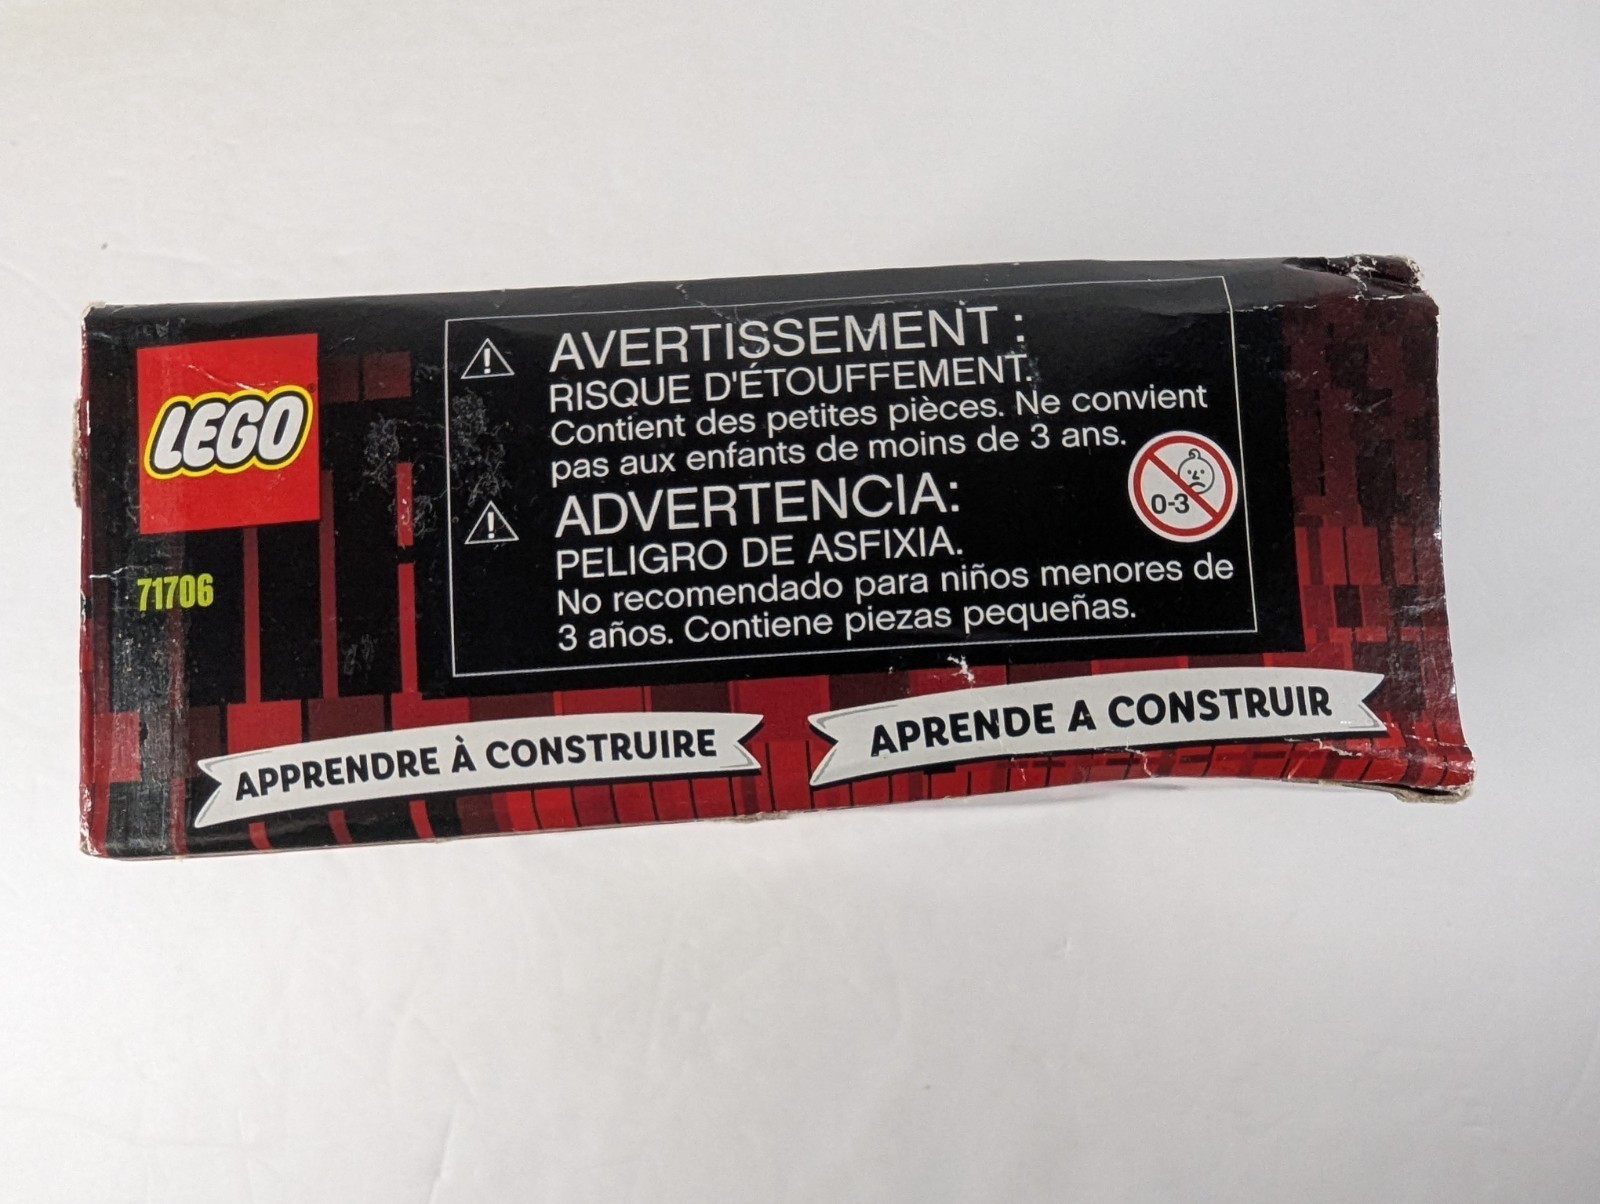 LEGO
71706
AVERTISSEMENT :
RISQUE D'ÉTOUFFEMENT.
Contient des petites pièces. Ne convient
pas aux enfants de moins de 3 ans.
ADVERTENCIA:
PELIGRO DE ASFIXIA.
No recomendado para niños menores de
3 años. Contiene piezas pequeñas.
0-3
APPRENDRE À CONSTRUIRE
APRENDE A CONSTRUIR